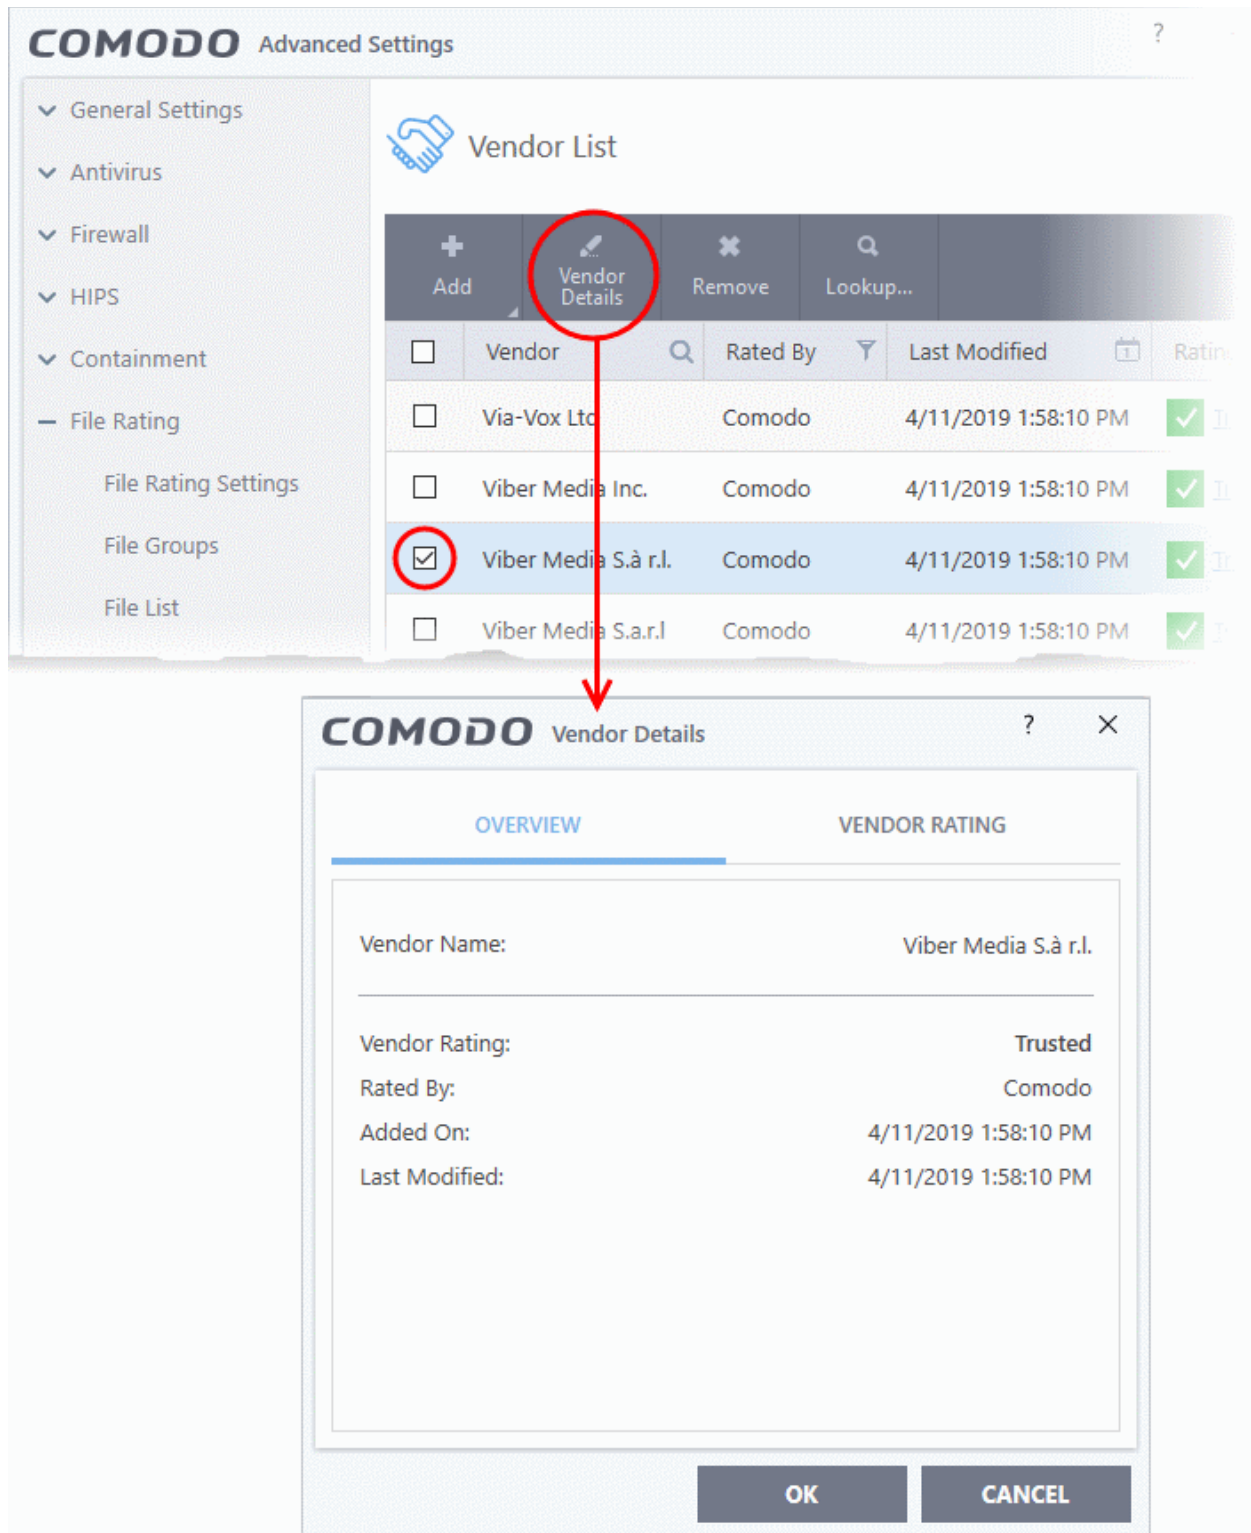 COMODO Advanced Settings ?
General Settings
Antivirus
Firewall
HIPS
Containment
File Rating
File Rating Settings
File Groups
File List
Vendor List
Add
Vendor
Details
Remove
Lookup...
Vendor Rated By Last Modified
Via-Vox Ltd Comodo 4/11/2019 1:58:10 PM
Viber Media Inc. Comodo 4/11/2019 1:58:10 PM
Viber Media S.à r.l. Comodo 4/11/2019 1:58:10 PM
Viber Media S.a.r.l Comodo 4/11/2019 1:58:10 PM
COMODO Vendor Details ?
OVERVIEW VENDOR RATING
Vendor Name: Viber Media S.à r.l.
Vendor Rating: Trusted
Rated By: Comodo
Added On: 4/11/2019 1:58:10 PM
Last Modified: 4/11/2019 1:58:10 PM
OK CANCEL